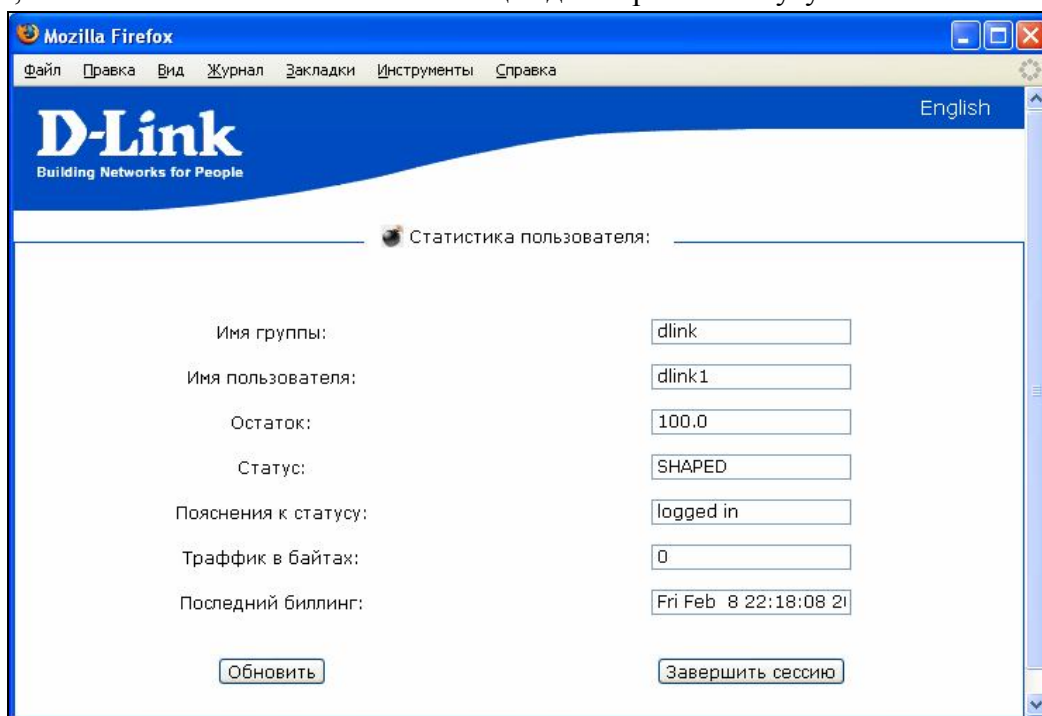 Mozilla Firefox
Файл Правка Вид Журнал Закладки Инструменты Справка
English
D-Link
Building Networks for People
Статистика пользователя:
Имя группы: dlink
Имя пользователя: dlink1
Остаток: 100.0
Статус: SHAPED
Пояснения к статусу: logged in
Траффик в байтах: 0
Последний биллинг: Fri Feb 8 22:18:08
Обновить Завершить сессию